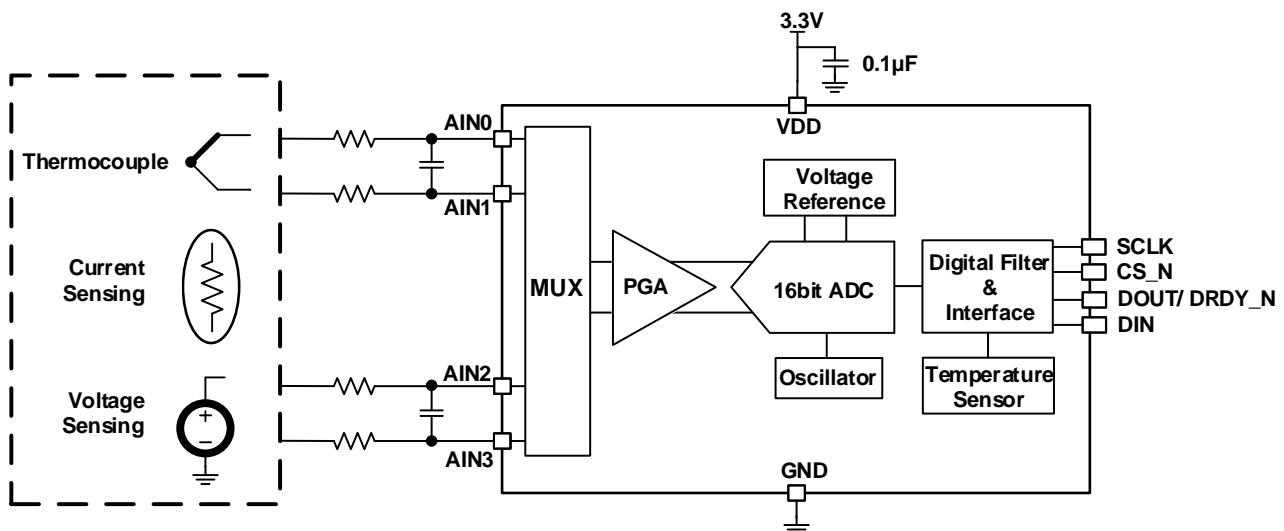 3.3V
0.1µF
VDD
AIN0
Thermocouple
AIN1
Voltage
Reference
SCLK
CS_N
DOUT/ DRDY_N
DIN
Current
Sensing
MUX
PGA
16bit ADC
Digital Filter
&
Interface
AIN2
Oscillator
Temperature
Sensor
Voltage
Sensing
+
−
AIN3
GND